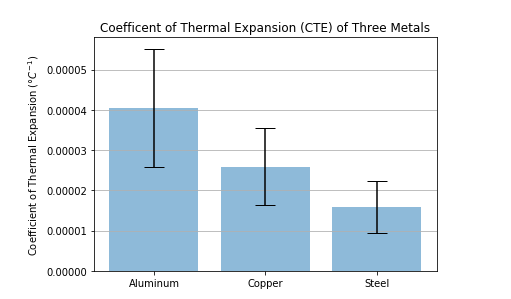 Coefficent of Thermal Expansion (CTE) of Three Metals
Coefficient of Thermal Expansion (°C⁻¹)
0.00005
0.00004
0.00003
0.00002
0.00001
0.00000
Aluminum
Copper
Steel